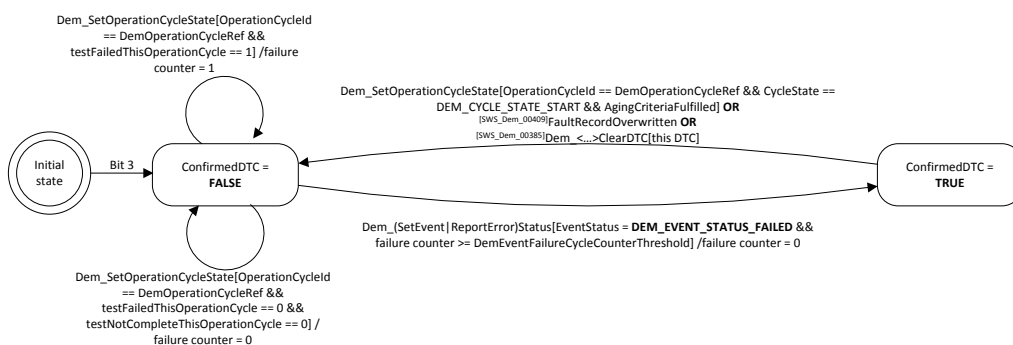 Dem_SetOperationCycleState[OperationCycleId
== DemOperationCycleRef &&
testFailedThisOperationCycle == 1] /failure
counter = 1
Dem_SetOperationCycleState[OperationCycleId == DemOperationCycleRef && CycleState ==
DEM_CYCLE_STATE_START && AgingCriteriaFulfilled] OR
[SWS_Dem_00409]FaultRecordOverwritten OR
[SWS_Dem_00385]Dem_<...>ClearDTC[this DTC]
Initial
state
Bit 3
ConfirmedDTC =
FALSE
ConfirmedDTC =
TRUE
Dem_(SetEvent|ReportError)Status[EventStatus = DEM_EVENT_STATUS_FAILED &&
failure counter >= DemEventFailureCycleCounterThreshold] /failure counter = 0
Dem_SetOperationCycleState[OperationCycleId
== DemOperationCycleRef &&
testFailedThisOperationCycle == 0 &&
testNotCompleteThisOperationCycle == 0] /
failure counter = 0